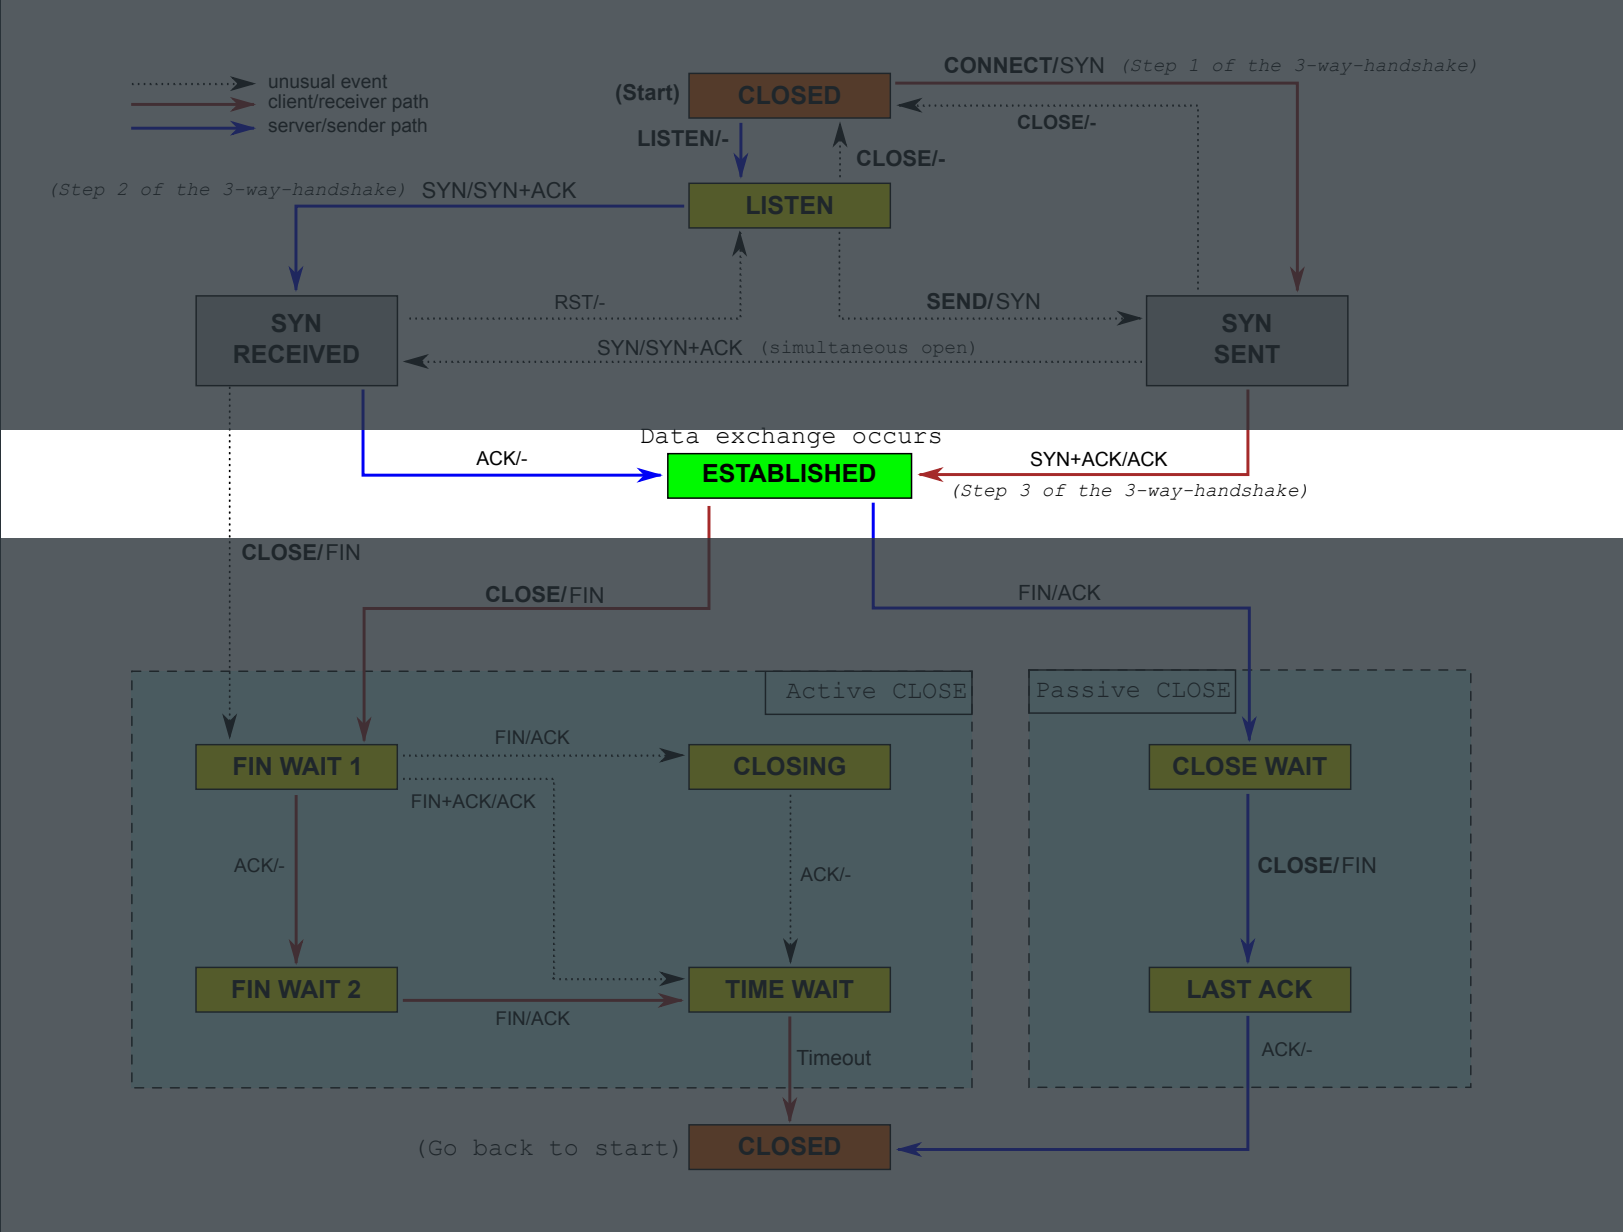 unusual event
client/receiver path
server/sender path
(Start)
CLOSED
CONNECT/SYN (Step 1 of the 3-way-handshake)
CLOSE/-
LISTEN/-
CLOSE/-
(Step 2 of the 3-way-handshake) SYN/SYN+ACK
LISTEN
RST/-
SEND/SYN
SYN
RECEIVED
SYN
SENT
SYN/SYN+ACK (simultaneous open)
Data exchange occurs
ACK/-
ESTABLISHED
SYN+ACK/ACK
(Step 3 of the 3-way-handshake)
CLOSE/FIN
CLOSE/FIN
FIN/ACK
Active CLOSE
Passive CLOSE
FIN WAIT 1
FIN/ACK
CLOSING
CLOSE WAIT
FIN+ACK/ACK
ACK/-
ACK/-
CLOSE/FIN
FIN WAIT 2
TIME WAIT
LAST ACK
FIN/ACK
Timeout
ACK/-
(Go back to start)
CLOSED